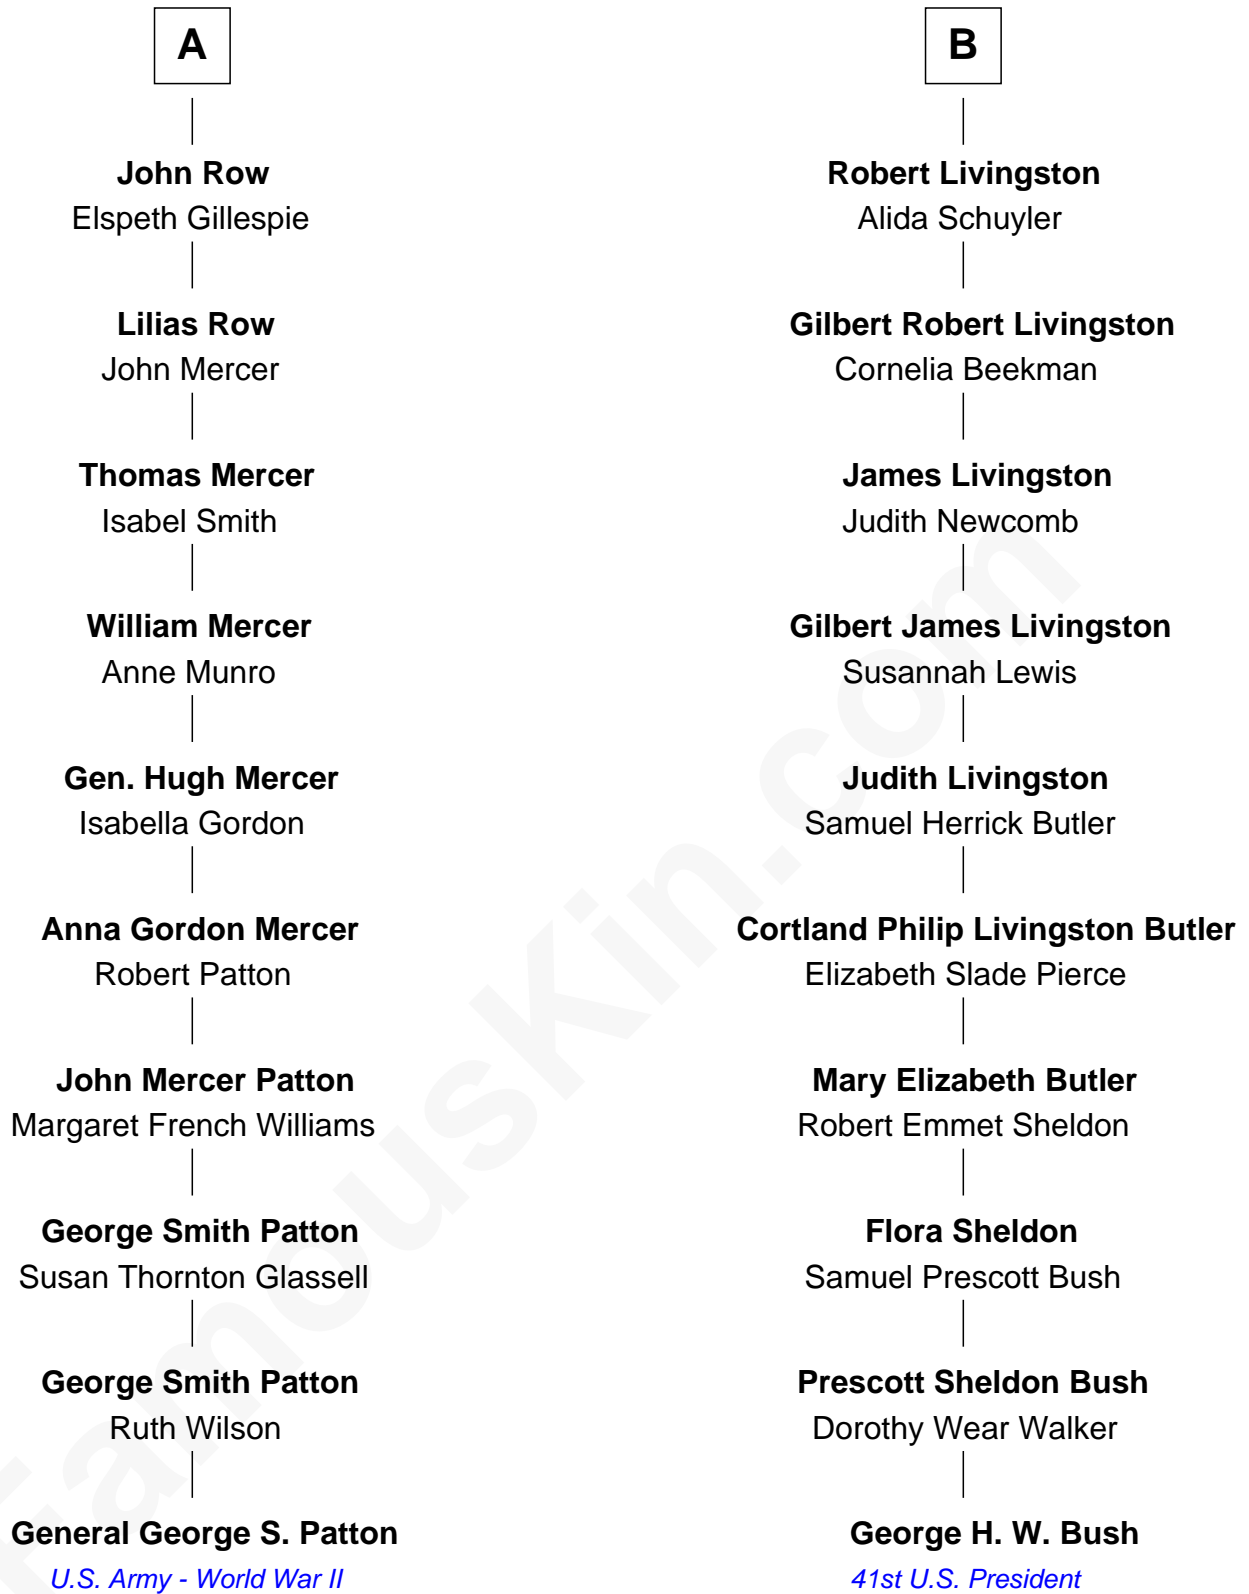 A
John Row
Elspeth Gillespie
Lilias Row
John Mercer
Thomas Mercer
Isabel Smith
William Mercer
Anne Munro
Gen. Hugh Mercer
Isabella Gordon
Anna Gordon Mercer
Robert Patton
John Mercer Patton
Margaret French Williams
George Smith Patton
Susan Thornton Glassell
George Smith Patton
Ruth Wilson
General George S. Patton
U.S. Army - World War II
B
Robert Livingston
Alida Schuyler
Gilbert Robert Livingston
Cornelia Beekman
James Livingston
Judith Newcomb
Gilbert James Livingston
Susannah Lewis
Judith Livingston
Samuel Herrick Butler
Cortland Philip Livingston Butler
Elizabeth Slade Pierce
Mary Elizabeth Butler
Robert Emmet Sheldon
Flora Sheldon
Samuel Prescott Bush
Prescott Sheldon Bush
Dorothy Wear Walker
George H. W. Bush
41st U.S. President
FamousKin.com